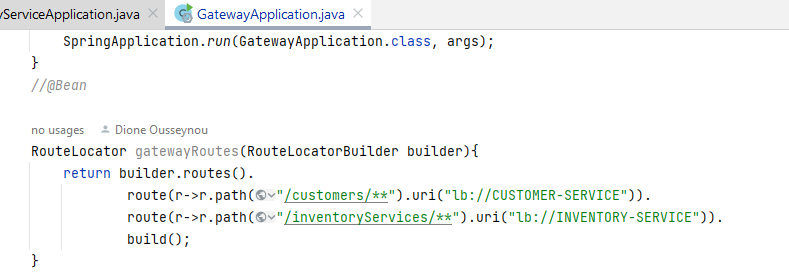 yServiceApplication.java × GatewayApplication.java ×
SpringApplication.run(GatewayApplication.class, args);
}
//@Bean
no usages Dione Ousseynou
RouteLocator gatewayRoutes(RouteLocatorBuilder builder){
return builder.routes().
route(r->r.path("/customers/**").uri("lb://CUSTOMER-SERVICE")).
route(r->r.path("/inventoryServices/**").uri("lb://INVENTORY-SERVICE")).
build();
}